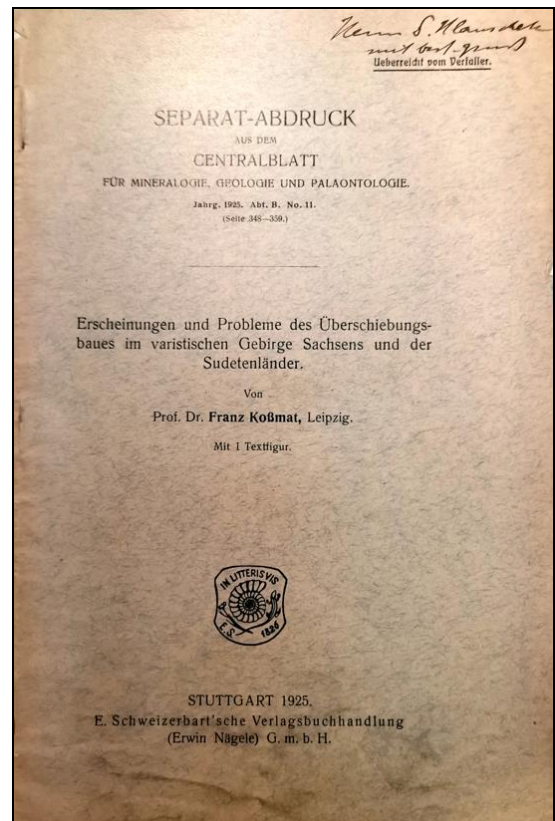 Herrn
mit best. Gruß
Ueberreicht vom Verfasser.
SEPARAT-ABDRUCK
AUS DEM
CENTRALBLATT
FÜR MINERALOGIE, GEOLOGIE UND PALÄONTOLOGIE.
Jahrg. 1925. Abt. B. No. 11.
(Seite 348—359.)
Erscheinungen und Probleme des Überschiebungs-
baues im varistischen Gebirge Sachsens und der
Sudetenländer.
Von
Prof. Dr. Franz Koßmat, Leipzig.
Mit 1 Textfigur.
IN LITTERIS VIS
E. S. 1826
STUTTGART 1925.
E. Schweizerbart'sche Verlagsbuchhandlung
(Erwin Nägele) G. m. b. H.